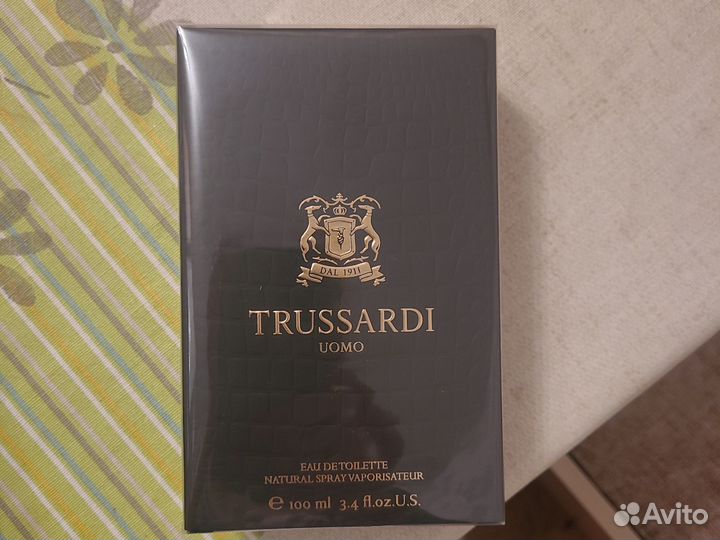 DAL 1911
TRUSSARDI
UOMO
EAU DE TOILETTE
NATURAL SPRAY VAPORISATEUR
e 100 ml 3.4 fl.oz.U.S.
Avito